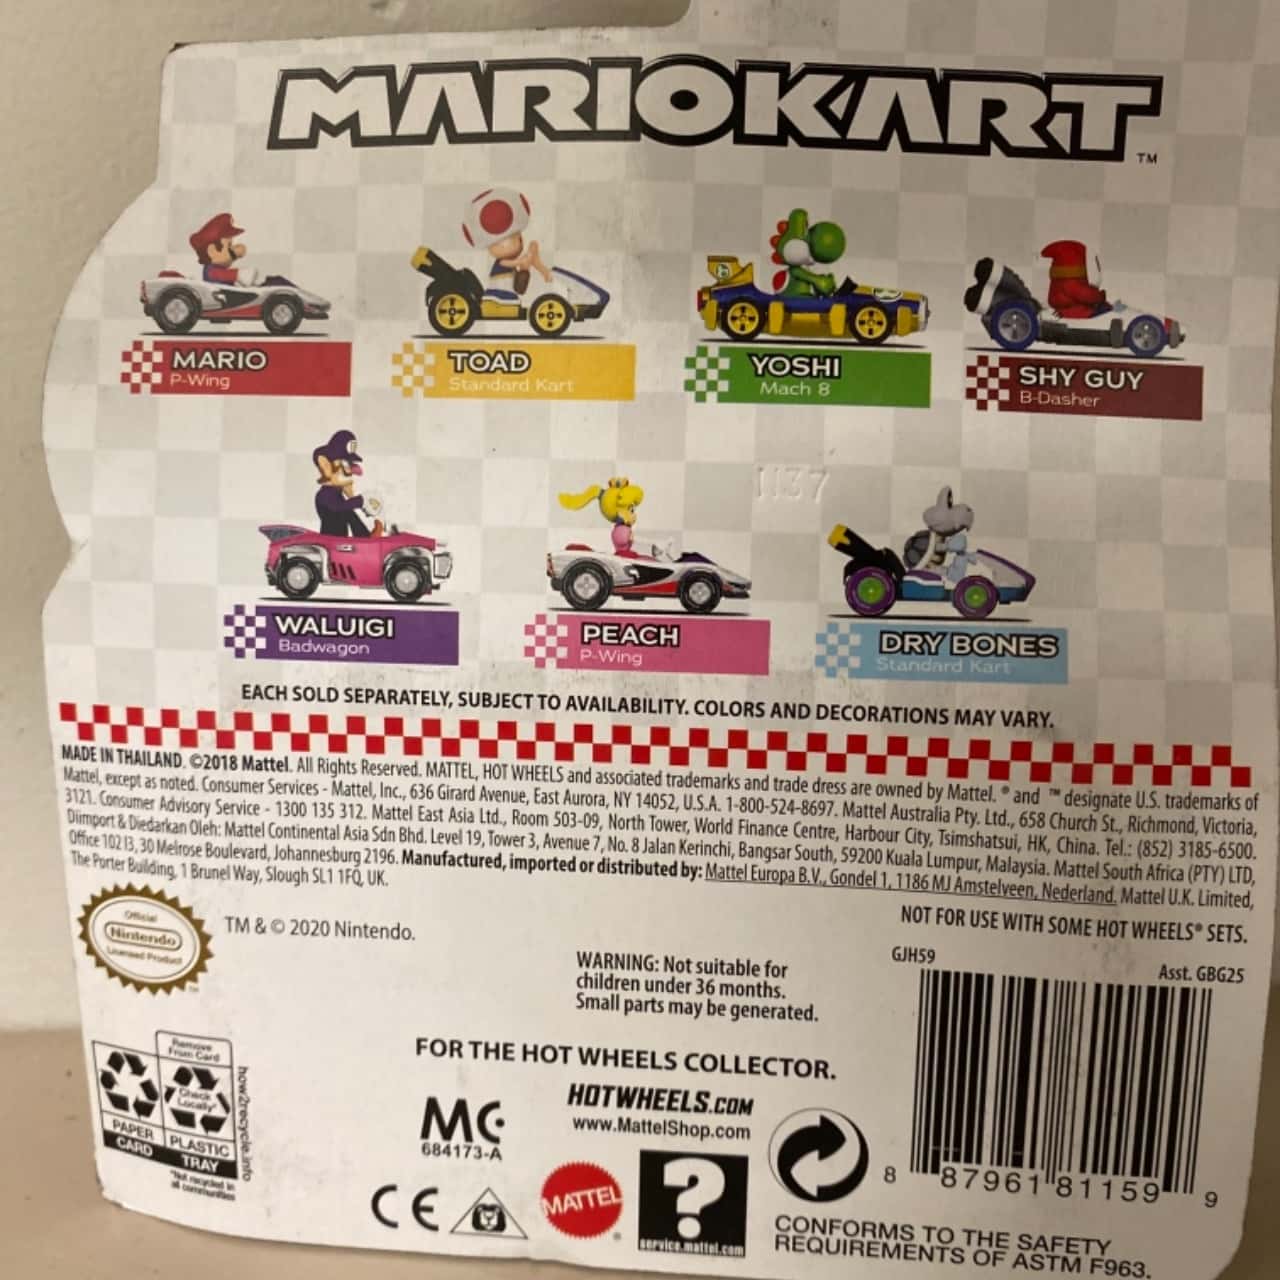 MARIOKART™
MARIO
P-Wing
TOAD
Standard Kart
YOSHI
Mach 8
SHY GUY
B-Dasher
1137
WALUIGI
Badwagon
PEACH
P-Wing
DRY BONES
Standard Kart
EACH SOLD SEPARATELY, SUBJECT TO AVAILABILITY. COLORS AND DECORATIONS MAY VARY.
MADE IN THAILAND. ©2018 Mattel. All Rights Reserved. MATTEL, HOT WHEELS and associated trademarks and trade dress are owned by Mattel. ® and ™ designate U.S. trademarks of
Mattel, except as noted. Consumer Services - Mattel, Inc., 636 Girard Avenue, East Aurora, NY 14052, U.S.A. 1-800-524-8697. Mattel Australia Pty. Ltd., 658 Church St., Richmond, Victoria,
3121. Consumer Advisory Service - 1300 135 312. Mattel East Asia Ltd., Room 503-09, North Tower, World Finance Centre, Harbour City, Tsimshatsui, HK, China. Tel.: (852) 3185-6500.
Diimport & Diedarkan Oleh: Mattel Continental Asia Sdn Bhd. Level 19, Tower 3, Avenue 7, No. 8 Jalan Kerinchi, Bangsar South, 59200 Kuala Lumpur, Malaysia. Mattel South Africa (PTY) LTD,
Office 102 I3, 30 Melrose Boulevard, Johannesburg 2196. Manufactured, imported or distributed by: Mattel Europa B.V., Gondel 1, 1186 MJ Amstelveen, Nederland. Mattel U.K. Limited,
The Porter Building, 1 Brunel Way, Slough SL1 1FQ, UK.
NOT FOR USE WITH SOME HOT WHEELS® SETS.
Official
Nintendo
Licensed Product
TM & © 2020 Nintendo.
WARNING: Not suitable for
children under 36 months.
Small parts may be generated.
GJH59
Asst. GBG25
FOR THE HOT WHEELS COLLECTOR.
HOTWHEELS.COM
www.MattelShop.com
Remove
From Card
Check
Locally*
PAPER
CARD
PLASTIC
TRAY
*Not recycled in
all communities
how2recycle.info
MC
684173-A
CE
MATTEL®
?
service.mattel.com
8 87961 81159 9
CONFORMS TO THE SAFETY
REQUIREMENTS OF ASTM F963.